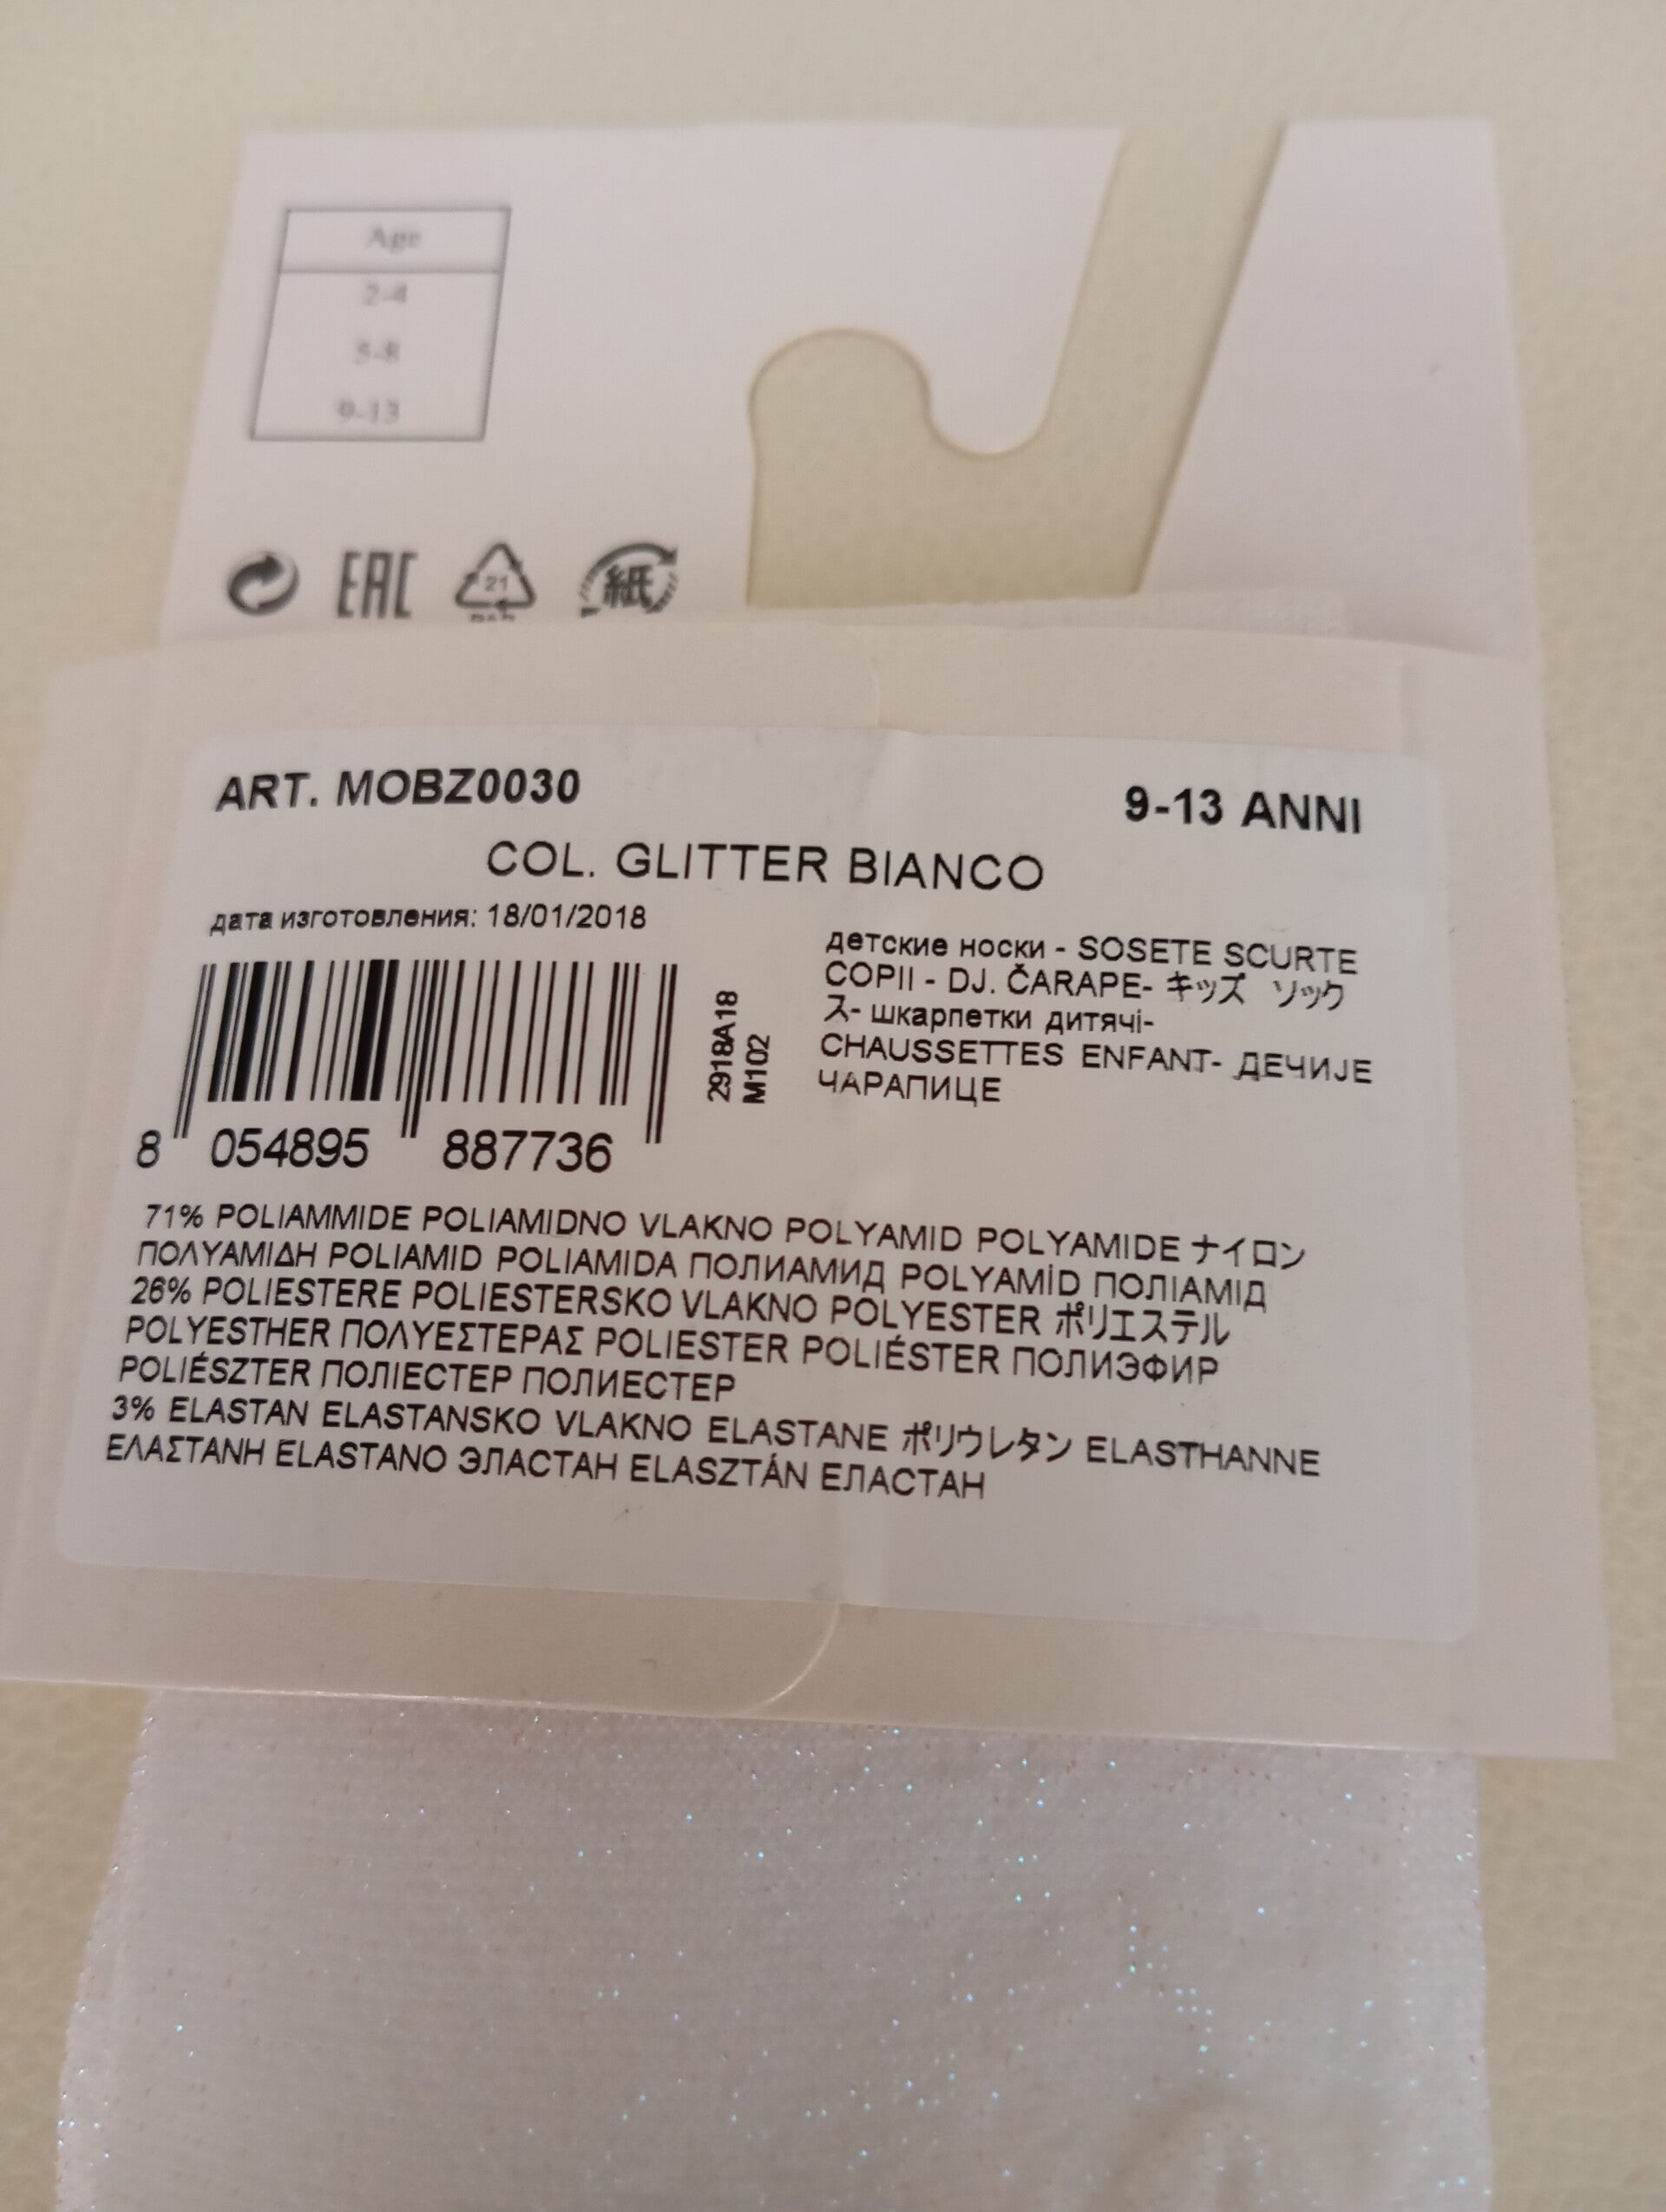 Age
2-4
5-8
9-13
EAC
21
紙
ART. MOBZ0030
9-13 ANNI
COL. GLITTER BIANCO
дата изготовления: 18/01/2018
2918A18
M102
детские носки - SOSETE SCURTE
COPII - DJ. ČARAPE- キッズ ソック
ス- шкарпетки дитячі-
CHAUSSETTES ENFANT- ДЕЧИЈЕ
ЧАРАПИЦЕ
8 054895 887736
71% POLIAMMIDE POLIAMIDNO VLAKNO POLYAMID POLYAMIDE ナイロン
ΠΟΛΥΑΜΙΔΗ POLIAMID POLIAMIDA ПОЛИАМИД POLYAMİD ПОЛІАМІД
26% POLIESTERE POLIESTERSKO VLAKNO POLYESTER ポリエステル
POLYESTHER ΠΟΛΥΕΣΤΕΡΑΣ POLIESTER POLIÉSTER ПОЛИЭФИР
POLIÉSZTER ПОЛІЕСТЕР ПОЛИЕСТЕР
3% ELASTAN ELASTANSKO VLAKNO ELASTANE ポリウレタン ELASTHANNE
ΕΛΑΣΤΑΝΗ ELASTANO ЭЛАСТАН ELASZTÁN ЕЛАСТАН